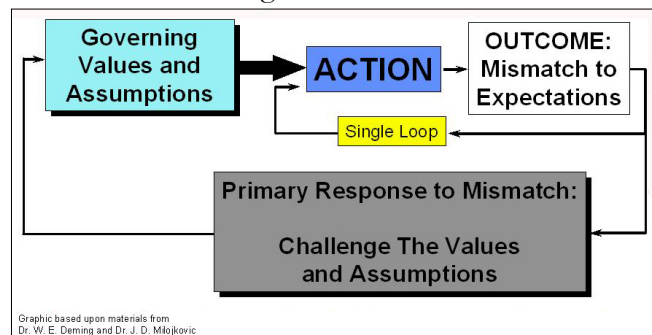 Governing
Values and
Assumptions
ACTION
OUTCOME:
Mismatch to
Expectations
Single Loop
Primary Response to Mismatch:
Challenge The Values
and Assumptions
Graphic based upon materials from
Dr. W. E. Deming and Dr. J. D. Milojkovic